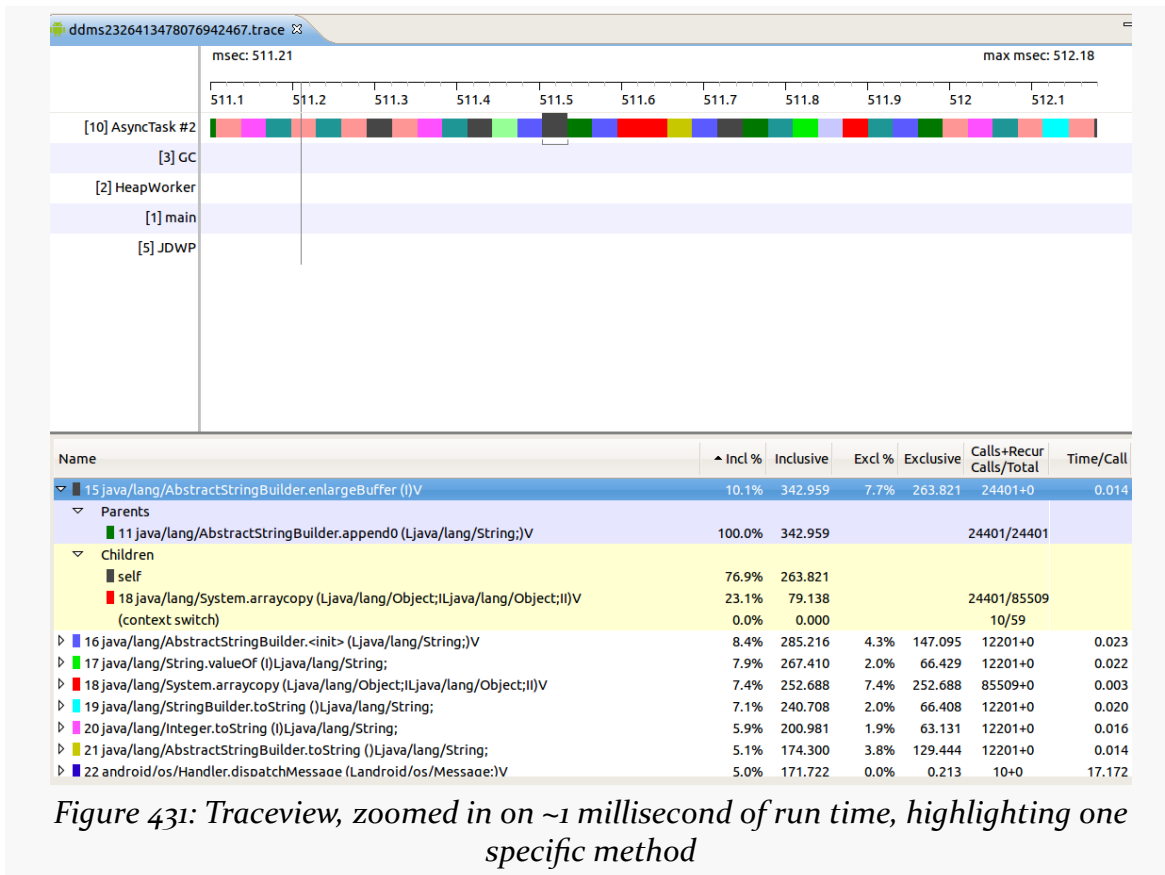 ddms2326413478076942467.trace
msec: 511.21 max msec: 512.18
511.1 511.2 511.3 511.4 511.5 511.6 511.7 511.8 511.9 512 512.1
[10] AsyncTask #2
[3] GC
[2] HeapWorker
[1] main
[5] JDWP
Name Incl % Inclusive Excl % Exclusive Calls+Recur Calls/Total Time/Call
15 java/lang/AbstractStringBuilder.enlargeBuffer (I)V 10.1% 342.959 7.7% 263.821 24401+0 0.014
Parents
11 java/lang/AbstractStringBuilder.append0 (Ljava/lang/String;)V 100.0% 342.959 24401/24401
Children
self 76.9% 263.821
18 java/lang/System.arraycopy (Ljava/lang/Object;ILjava/lang/Object;II)V 23.1% 79.138 24401/85509
(context switch) 0.0% 0.000 10/59
16 java/lang/AbstractStringBuilder.<init> (Ljava/lang/String;)V 8.4% 285.216 4.3% 147.095 12201+0 0.023
17 java/lang/String.valueOf (I)Ljava/lang/String; 7.9% 267.410 2.0% 66.429 12201+0 0.022
18 java/lang/System.arraycopy (Ljava/lang/Object;ILjava/lang/Object;II)V 7.4% 252.688 7.4% 252.688 85509+0 0.003
19 java/lang/StringBuilder.toString ()Ljava/lang/String; 7.1% 240.708 2.0% 66.408 12201+0 0.020
20 java/lang/Integer.toString (I)Ljava/lang/String; 5.9% 200.981 1.9% 63.131 12201+0 0.016
21 java/lang/AbstractStringBuilder.toString ()Ljava/lang/String; 5.1% 174.300 3.8% 129.444 12201+0 0.014
22 android/os/Handler.dispatchMessage (Landroid/os/Message;)V 5.0% 171.722 0.0% 0.213 10+0 17.172
Figure 431: Traceview, zoomed in on ~1 millisecond of run time, highlighting one
specific method